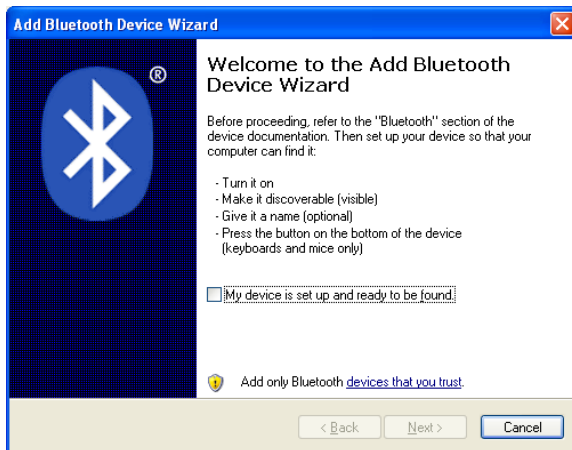 Add Bluetooth Device Wizard
®
Welcome to the Add Bluetooth
Device Wizard
Before proceeding, refer to the "Bluetooth" section of the
device documentation. Then set up your device so that your
computer can find it:
- Turn it on
- Make it discoverable (visible)
- Give it a name (optional)
- Press the button on the bottom of the device
(keyboards and mice only)
My device is set up and ready to be found.
Add only Bluetooth devices that you trust.
< Back Next > Cancel